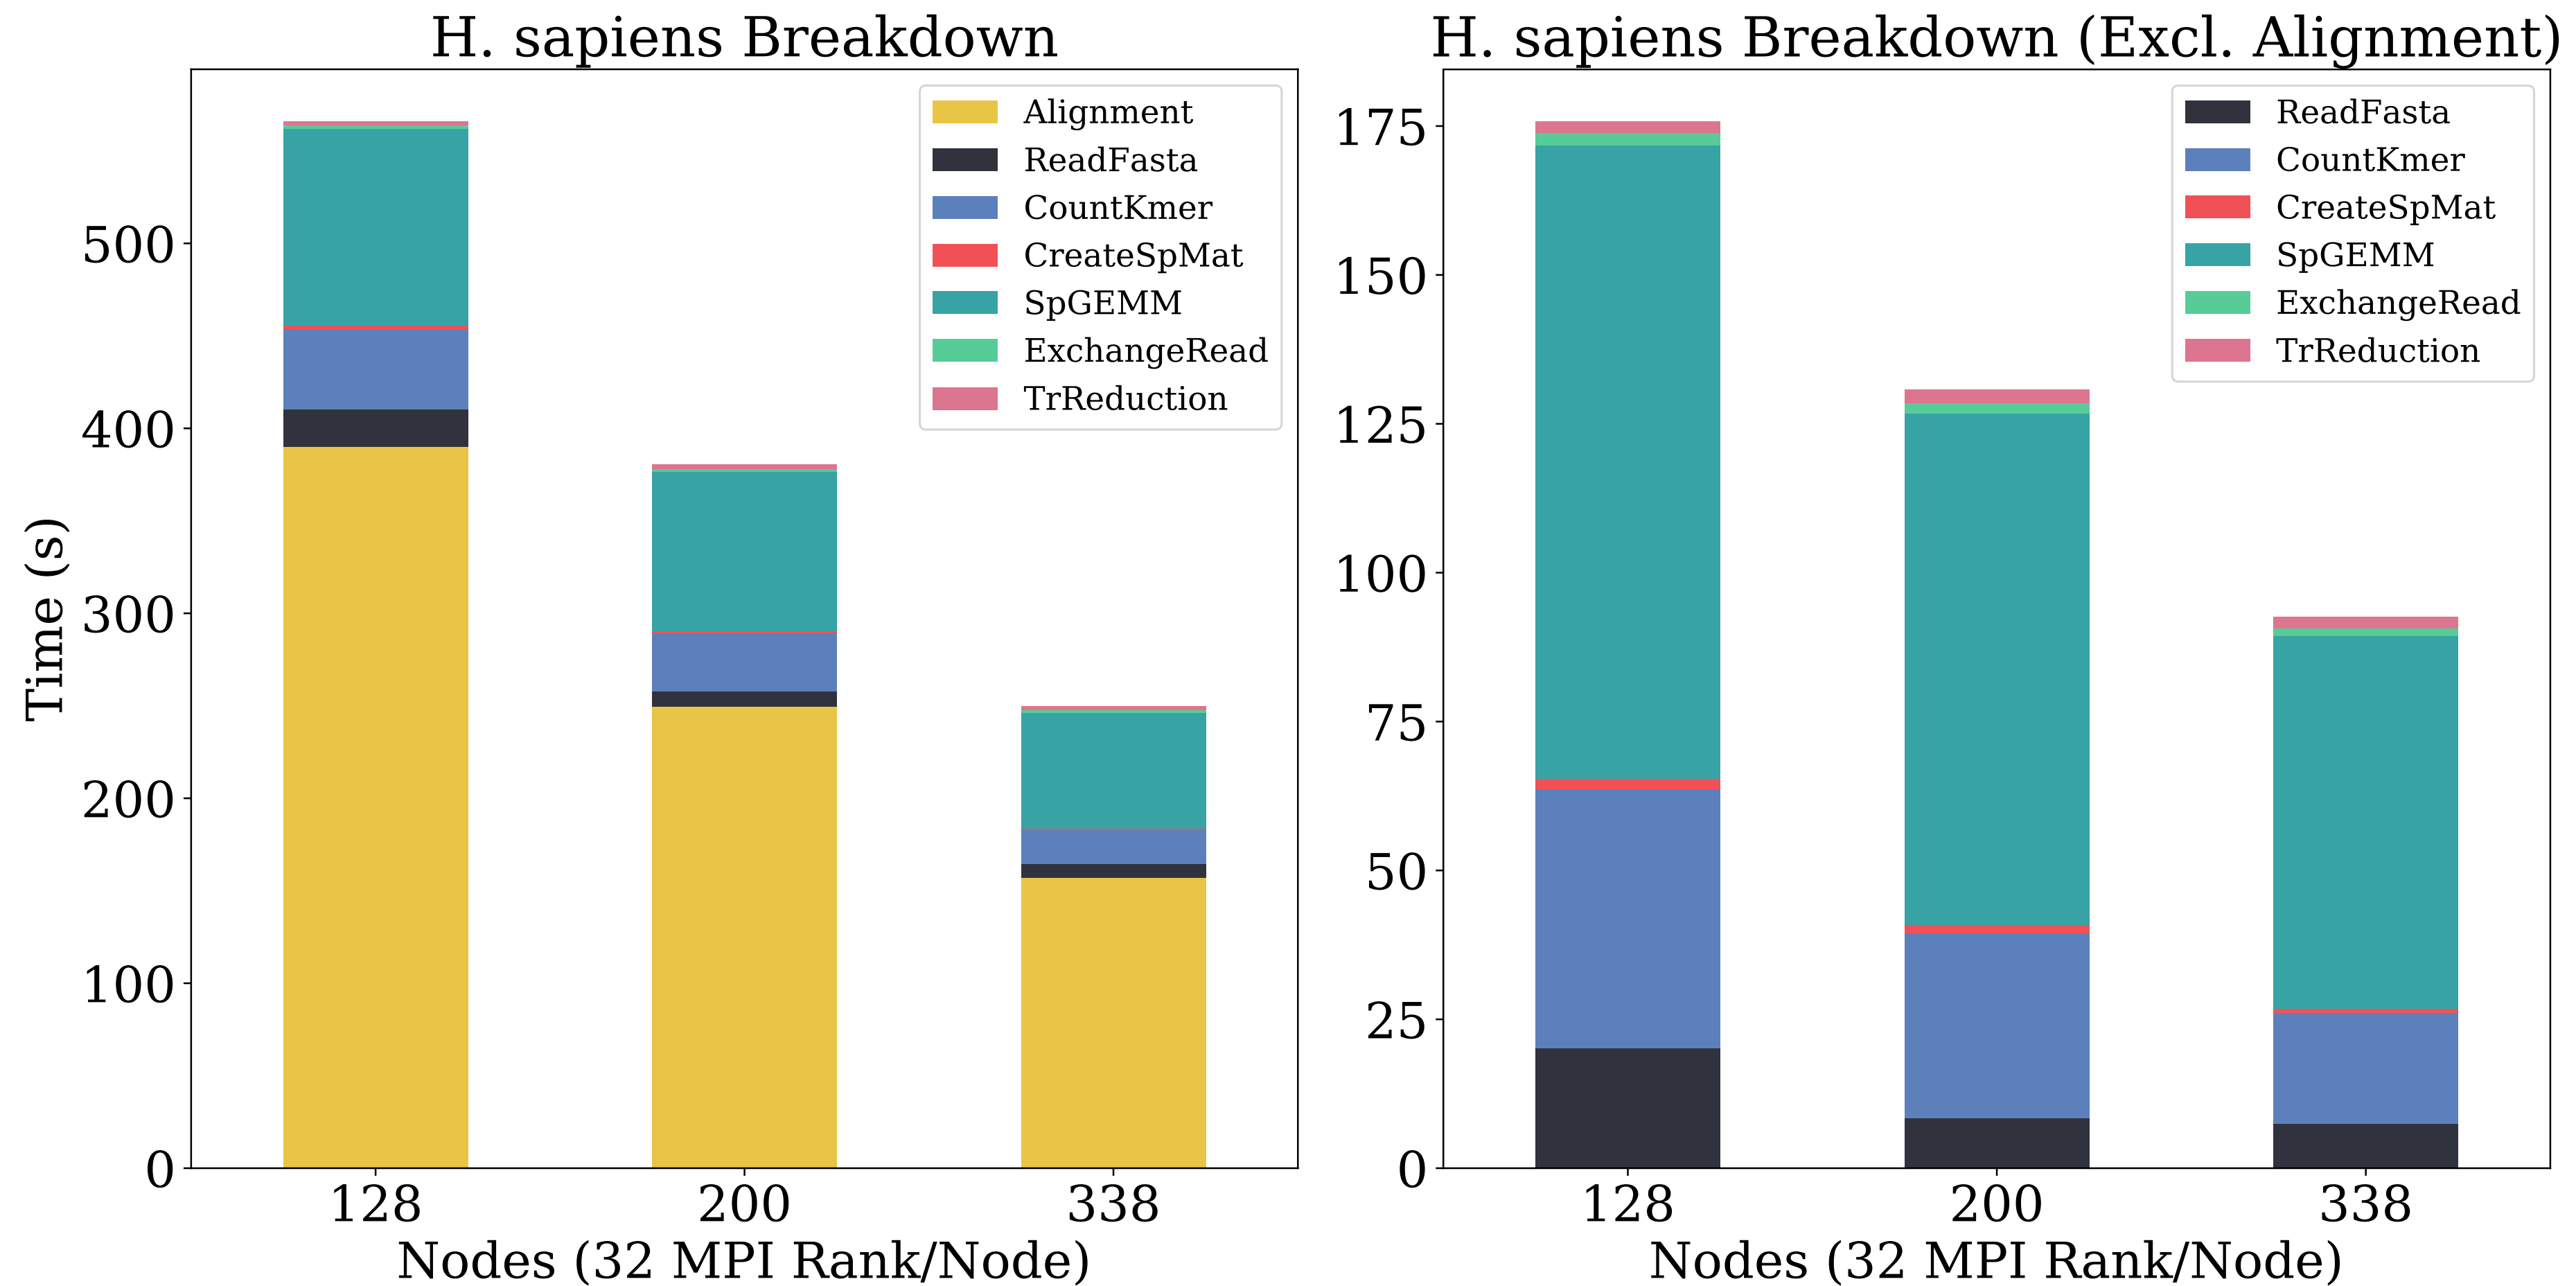 H. sapiens Breakdown
Time (s)
500
400
300
200
100
0
Alignment
ReadFasta
CountKmer
CreateSpMat
SpGEMM
ExchangeRead
TrReduction
128 200 338
Nodes (32 MPI Rank/Node)
H. sapiens Breakdown (Excl. Alignment)
175
150
125
100
75
50
25
0
ReadFasta
CountKmer
CreateSpMat
SpGEMM
ExchangeRead
TrReduction
128 200 338
Nodes (32 MPI Rank/Node)